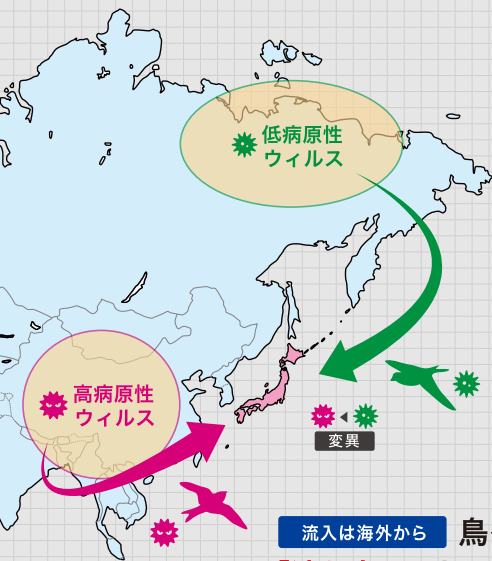 低病原性
ウィルス
高病原性
ウィルス
変異
流入は海外から
鳥